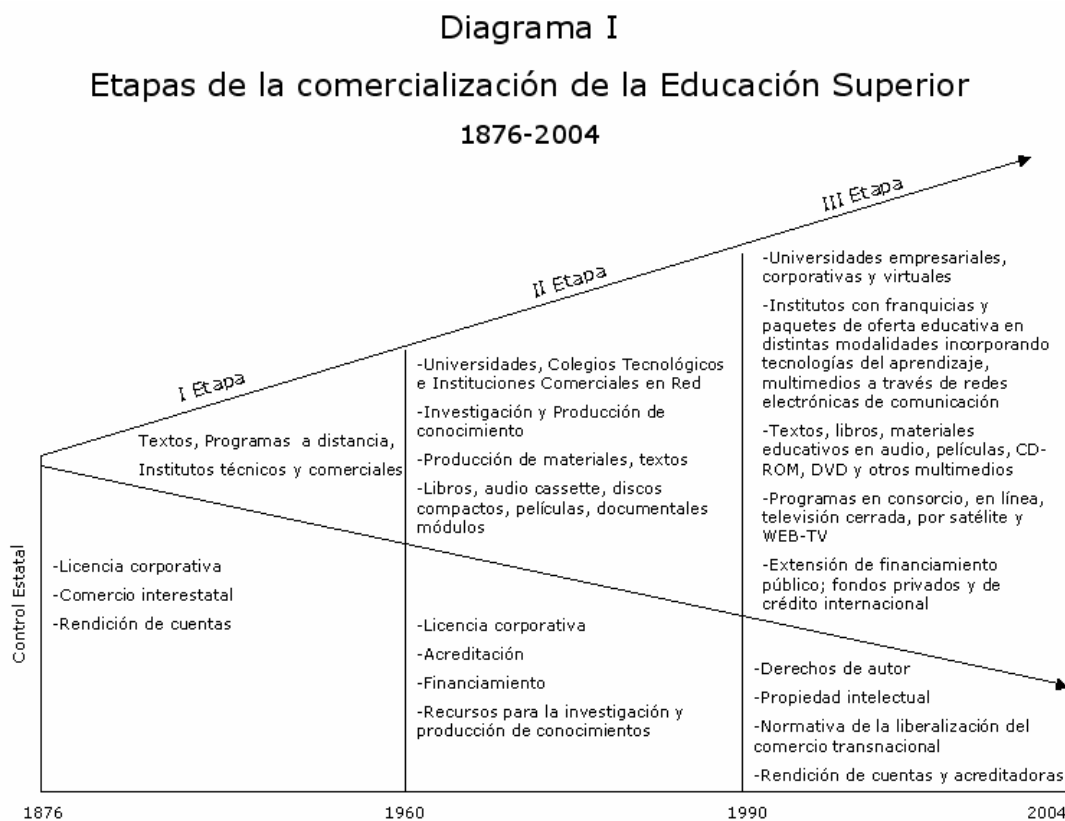 Diagrama I
Etapas de la comercialización de la Educación Superior
1876-2004
I Etapa
II Etapa
III Etapa
Textos, Programas a distancia,
Institutos técnicos y comerciales
-Universidades, Colegios Tecnológicos
e Instituciones Comerciales en Red
-Investigación y Producción de
conocimiento
-Producción de materiales, textos
-Libros, audio cassette, discos
compactos, películas, documentales
módulos
-Universidades empresariales,
corporativas y virtuales
-Institutos con franquicias y
paquetes de oferta educativa en
distintas modalidades incorporando
tecnologías del aprendizaje,
multimedios a través de redes
electrónicas de comunicación
-Textos, libros, materiales
educativos en audio, películas, CD-
ROM, DVD y otros multimedios
-Programas en consorcio, en línea,
televisión cerrada, por satélite y
WEB-TV
-Extensión de financiamiento
público; fondos privados y de
crédito internacional
Control Estatal
-Licencia corporativa
-Comercio interestatal
-Rendición de cuentas
-Licencia corporativa
-Acreditación
-Financiamiento
-Recursos para la investigación y
producción de conocimientos
-Derechos de autor
-Propiedad intelectual
-Normativa de la liberalización del
comercio transnacional
-Rendición de cuentas y acreditadoras
1876
1960
1990
2004